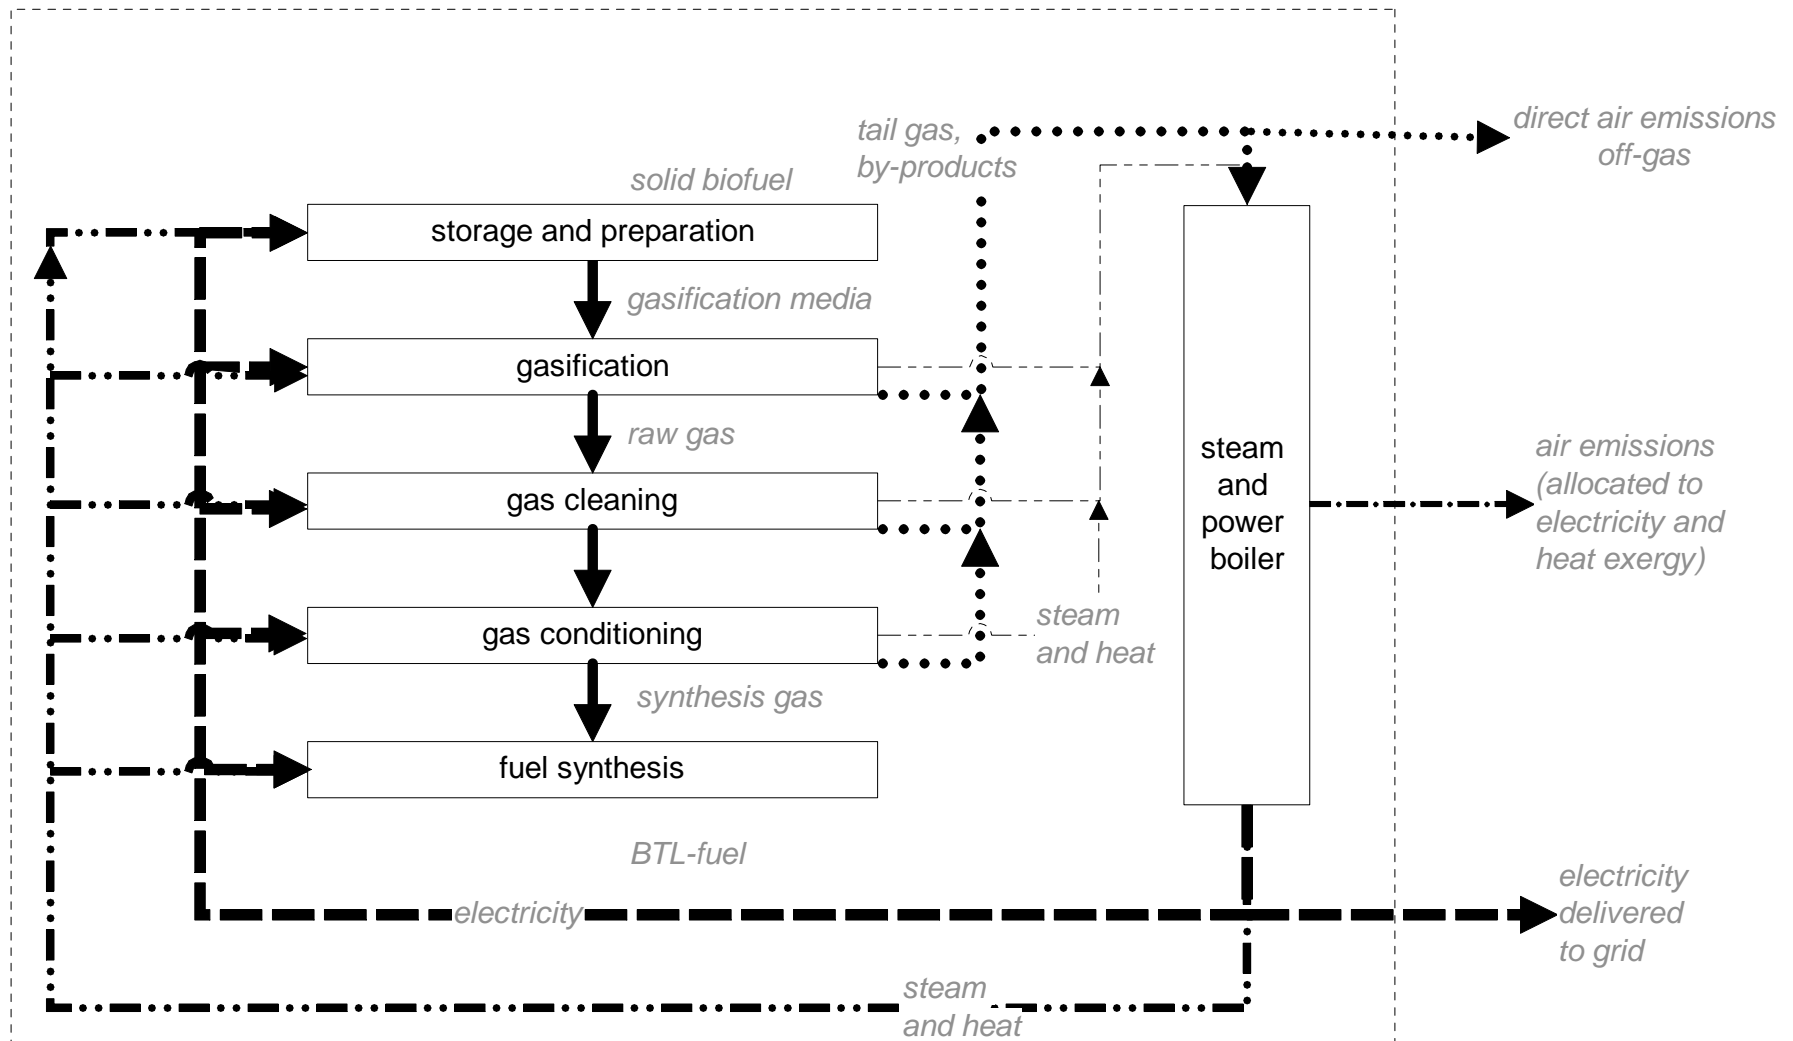 tail gas,
by-products
direct air emissions
off-gas
solid biofuel
storage and preparation
gasification media
gasification
raw gas
gas cleaning
gas conditioning
steam
and heat
synthesis gas
fuel synthesis
BTL-fuel
steam
and
power
boiler
air emissions
(allocated to
electricity and
heat exergy)
electricity
electricity
delivered
to grid
steam
and heat